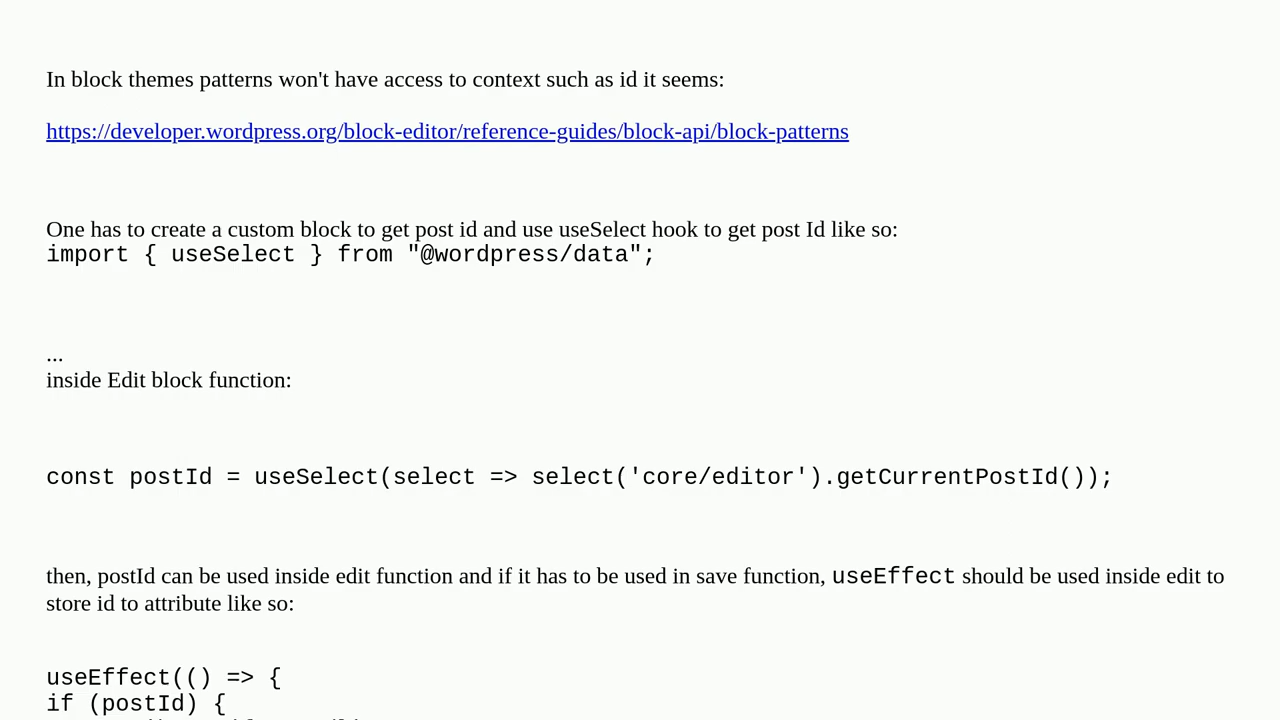 In block themes patterns won't have access to context such as id it seems:
https://developer.wordpress.org/block-editor/reference-guides/block-api/block-patterns
One has to create a custom block to get post id and use useSelect hook to get post Id like so:
import { useSelect } from "@wordpress/data";
...
inside Edit block function:
const postId = useSelect(select => select('core/editor').getCurrentPostId());
then, postId can be used inside edit function and if it has to be used in save function, useEffect should be used inside edit to
store id to attribute like so:
useEffect(() => {
if (postId) {